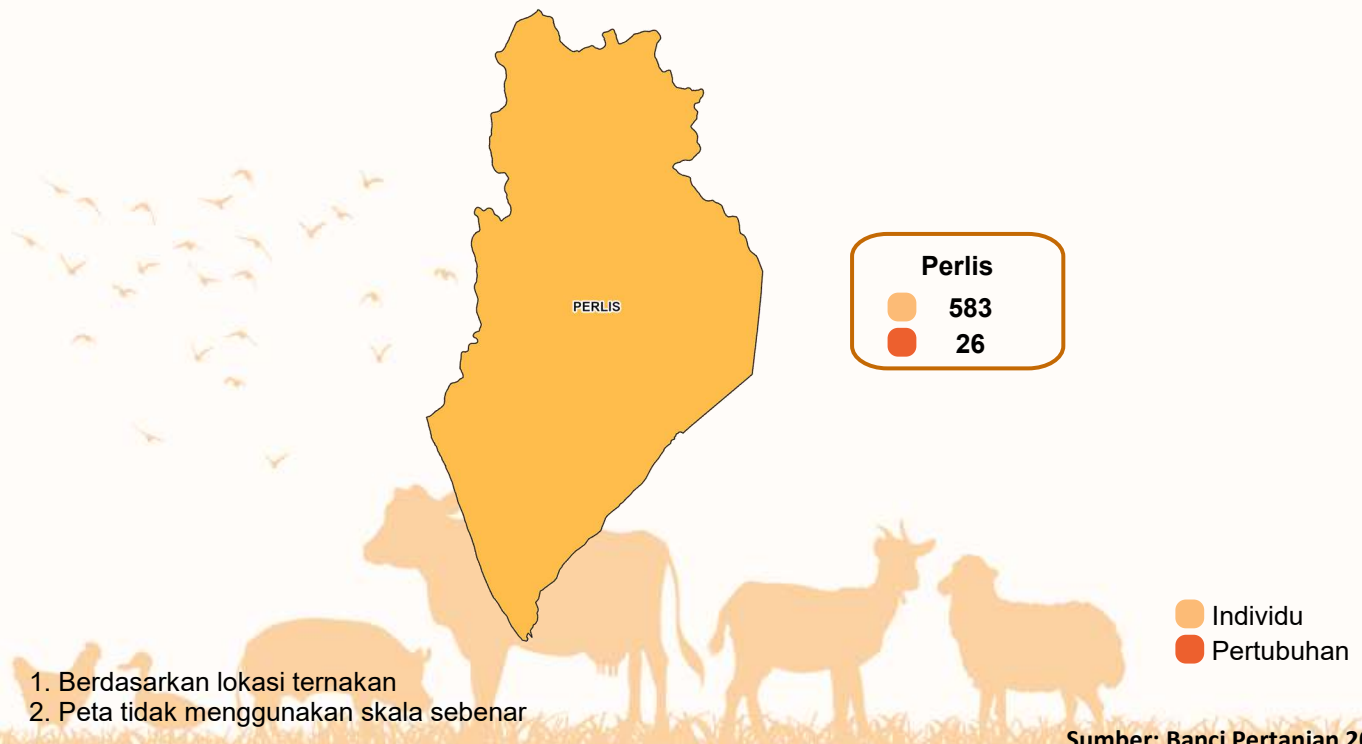 PERLIS
Perlis
583
26
Individu
Pertubuhan
1. Berdasarkan lokasi ternakan
2. Peta tidak menggunakan skala sebenar
Sumber: Banci Pertanian